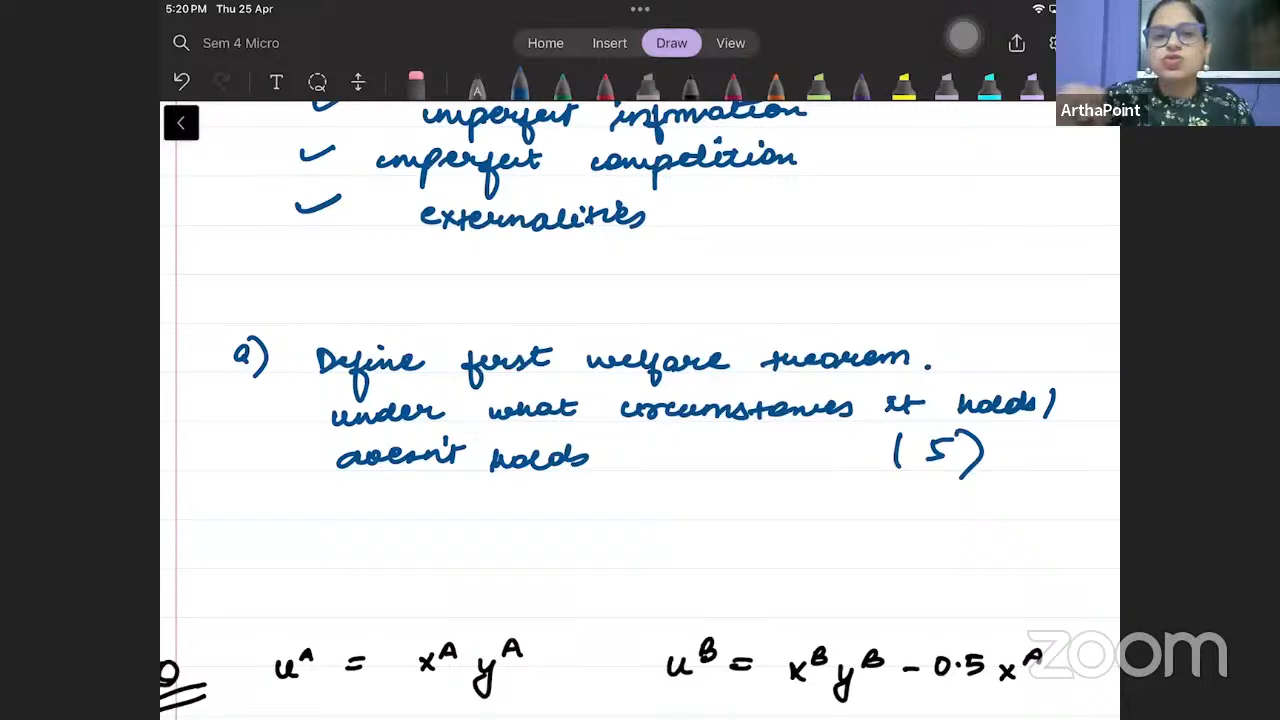 5:20 PM Thu 25 Apr
Sem 4 Micro
Home Insert Draw View
T
A
ArthaPoint
imperfect information
imperfect competition
externalities
a) Define first welfare theorem.
under what circumstances it holds/
doesn't holds (5)
u^A = x^A y^A u^B = x^B y^B - 0.5 x^A
zoom